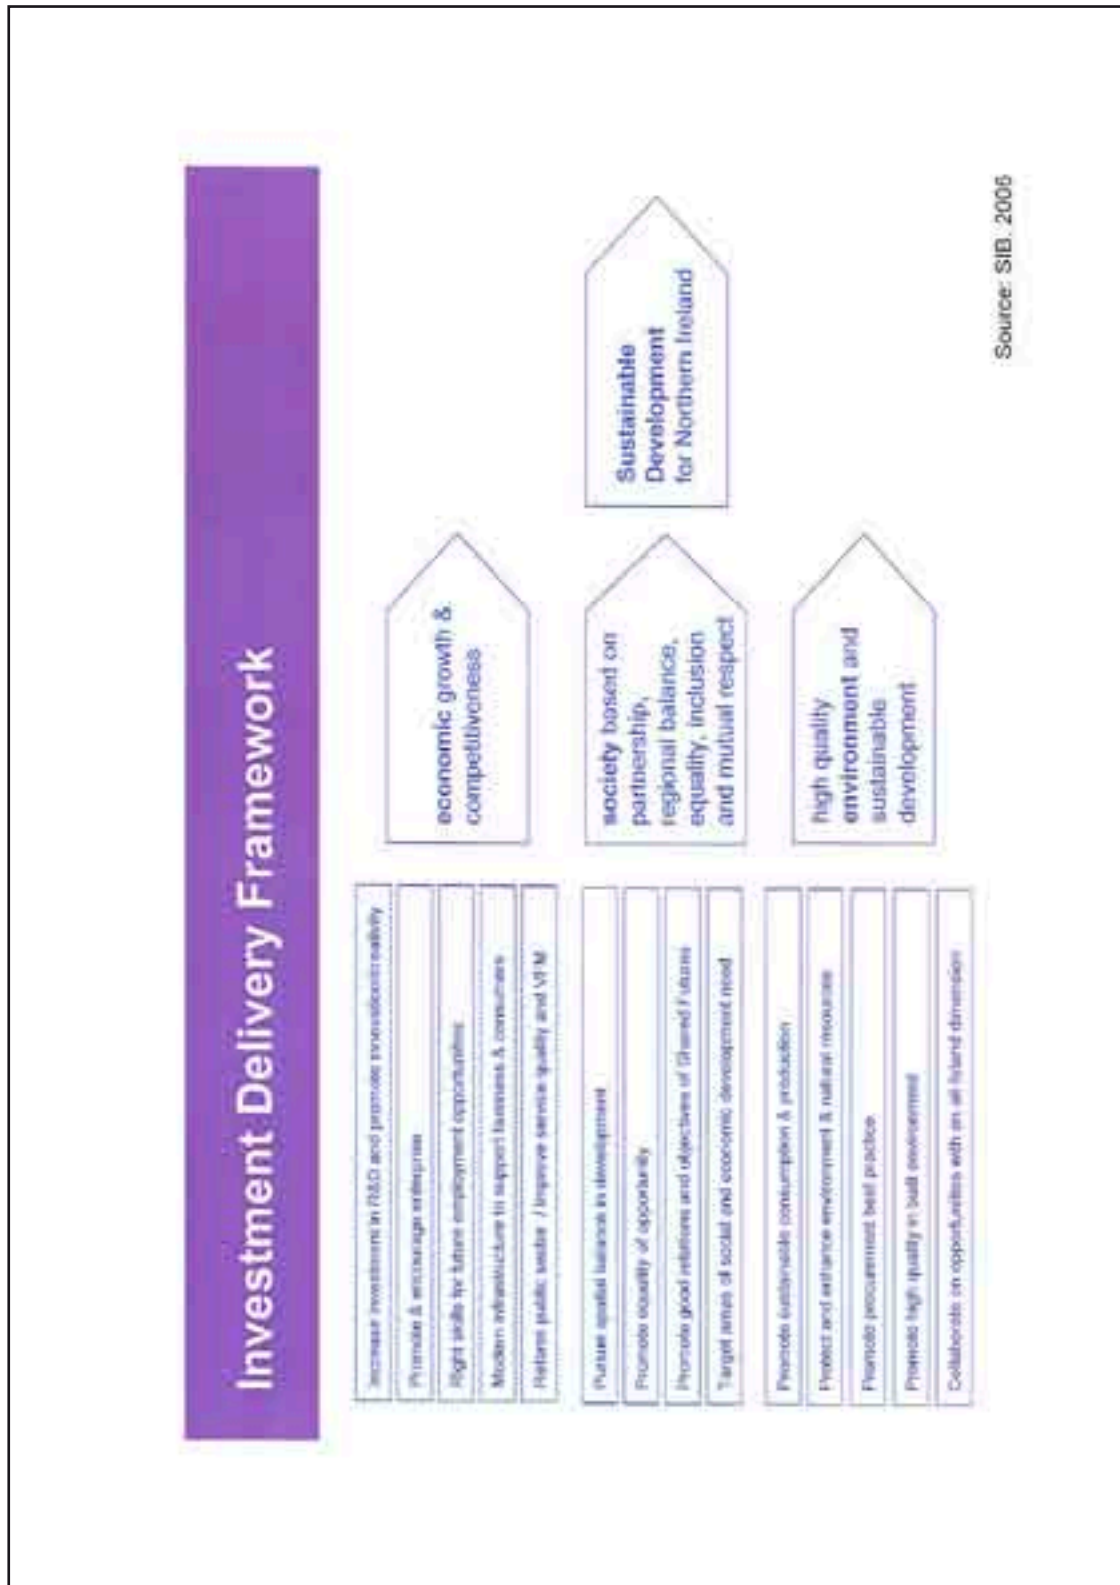 Investment Delivery Framework
Increase investment in R&D and promote innovation/creativity
Promote & encourage enterprise
Right skills for future employment opportunities
Modern infrastructure to support business & consumers
Reform public sector / Improve service quality and VFM
economic growth &
competitiveness
Pursue spatial balance in development
Promote equality of opportunity
Promote good relations and objectives of Shared Futures
Target areas of social and economic development need
society based on
partnership,
regional balance,
equality, inclusion
and mutual respect
Promote sustainable consumption & production
Protect and enhance environment & natural resources
Promote procurement best practice
Promote high quality in built environment
Collaborate on opportunities with an all-Island dimension
high quality
environment and
sustainable
development
Sustainable
Development
for Northern Ireland
Source: SIB, 2006